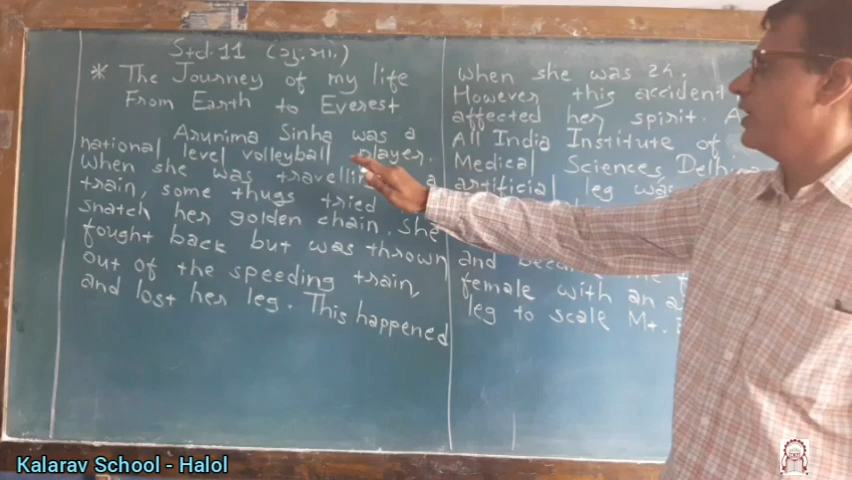 Std. 11 (ગુ.મા.)
* The Journey of my life
From Earth to Everest
Arunima Sinha was a
national level volleyball player.
When she was travelling a
train, some thugs tried
snatch her golden chain. She
fought back but was thrown
out of the speeding train,
and lost her leg. This happened
when she was 24.
However this accident
affected her spirit.
All India Institute of
Medical Sciences, Delhi
artificial leg was
and
female with an
leg to scale Mt.
Kalarav School - Halol